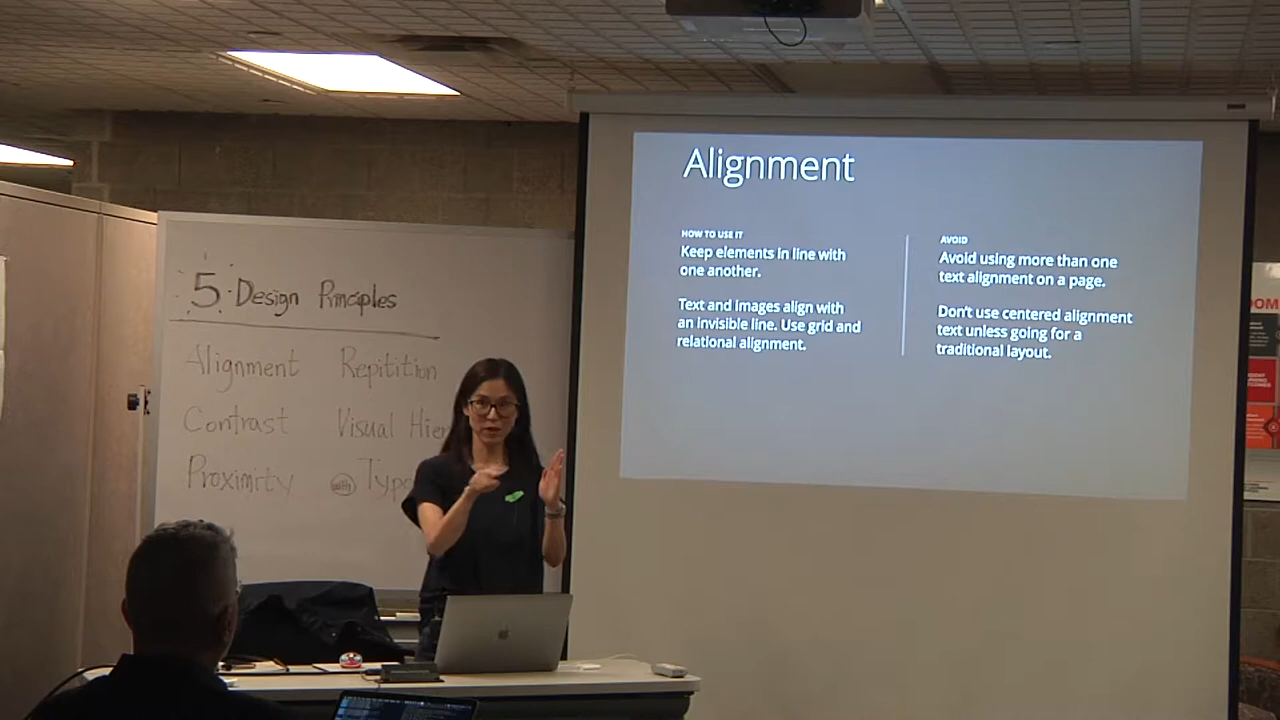 5 Design Principles
Alignment Repitition
Contrast Visual
Proximity with
Alignment
HOW TO USE IT
Keep elements in line with
one another.
Text and images align with
an invisible line. Use grid and
relational alignment.
AVOID
Avoid using more than one
text alignment on a page.
Don't use centered alignment
text unless going for a
traditional layout.